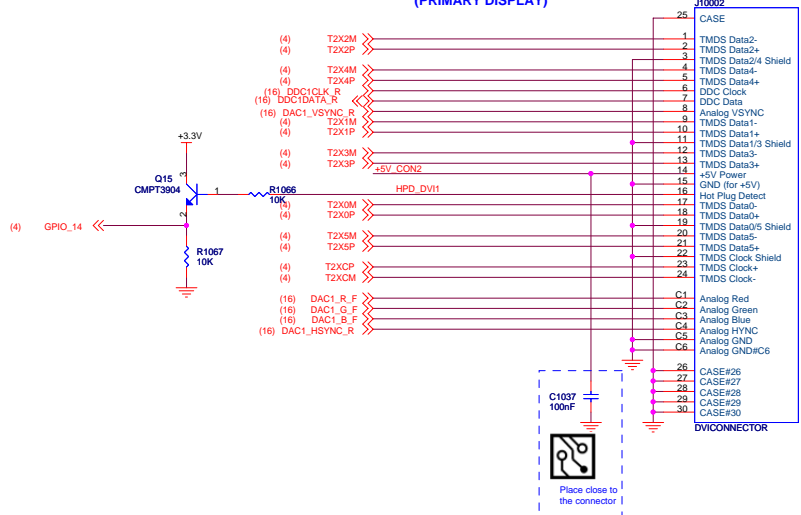 (PRIMARY DISPLAY)
J10002
25 CASE
(4) T2X2M 1 TMDS Data2-
(4) T2X2P 2 TMDS Data2+
3 TMDS Data2/4 Shield
(4) T2X4M 4 TMDS Data4-
(4) T2X4P 5 TMDS Data4+
(16) DDC1CLK_R 6 DDC Clock
(16) DDC1DATA_R 7 DDC Data
(16) DAC1_VSYNC_R 8 Analog VSYNC
(4) T2X1M 9 TMDS Data1-
(4) T2X1P 10 TMDS Data1+
11 TMDS Data1/3 Shield
(4) T2X3M 12 TMDS Data3-
(4) T2X3P 13 TMDS Data3+
+5V_CON2 14 +5V Power
15 GND (for +5V)
HPD_DVI1 16 Hot Plug Detect
(4) T2X0M 17 TMDS Data0-
(4) T2X0P 18 TMDS Data0+
19 TMDS Data0/5 Shield
(4) T2X5M 20 TMDS Data5-
(4) T2X5P 21 TMDS Data5+
22 TMDS Clock Shield
(4) T2XCP 23 TMDS Clock+
(4) T2XCM 24 TMDS Clock-
(16) DAC1_R_F C1 Analog Red
(16) DAC1_G_F C2 Analog Green
(16) DAC1_B_F C3 Analog Blue
(16) DAC1_HSYNC_R C4 Analog HYNC
C5 Analog GND
C6 Analog GND#C6
26 CASE#26
27 CASE#27
28 CASE#28
29 CASE#29
30 CASE#30
DVICONNECTOR
+3.3V
Q15
CMPT3904
3
1
2
R1066
10K
(4) GPIO_14
R1067
10K
C1037
100nF
Place close to
the connector